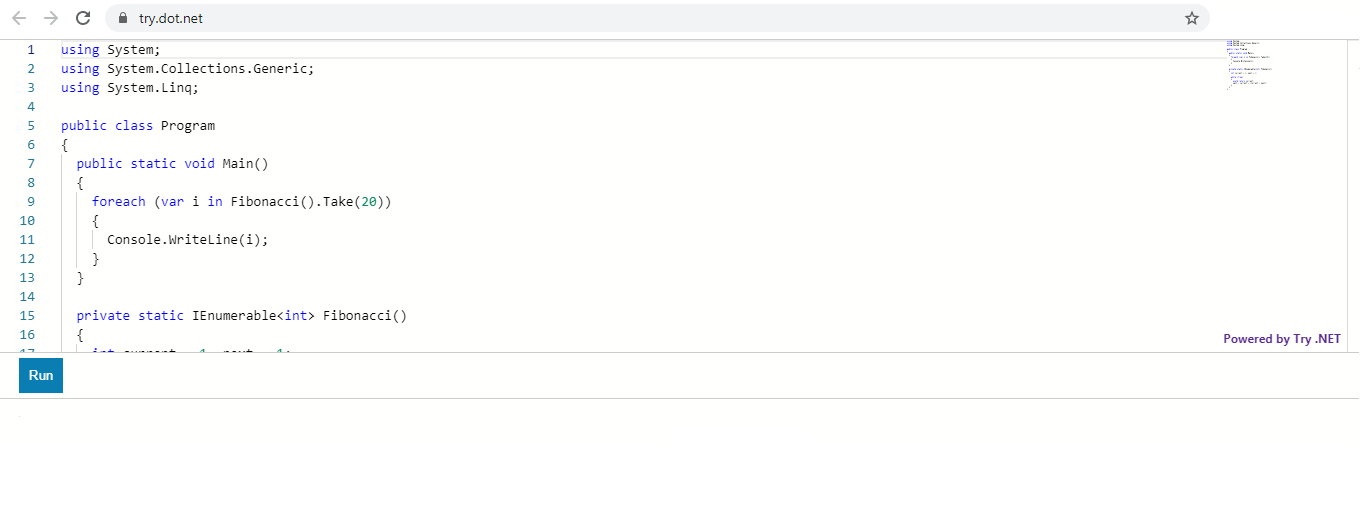 try.dot.net
1 using System;
2 using System.Collections.Generic;
3 using System.Linq;
4
5 public class Program
6 {
7 public static void Main()
8 {
9 foreach (var i in Fibonacci().Take(20))
10 {
11 Console.WriteLine(i);
12 }
13 }
14
15 private static IEnumerable<int> Fibonacci()
16 {
Powered by Try .NET
Run